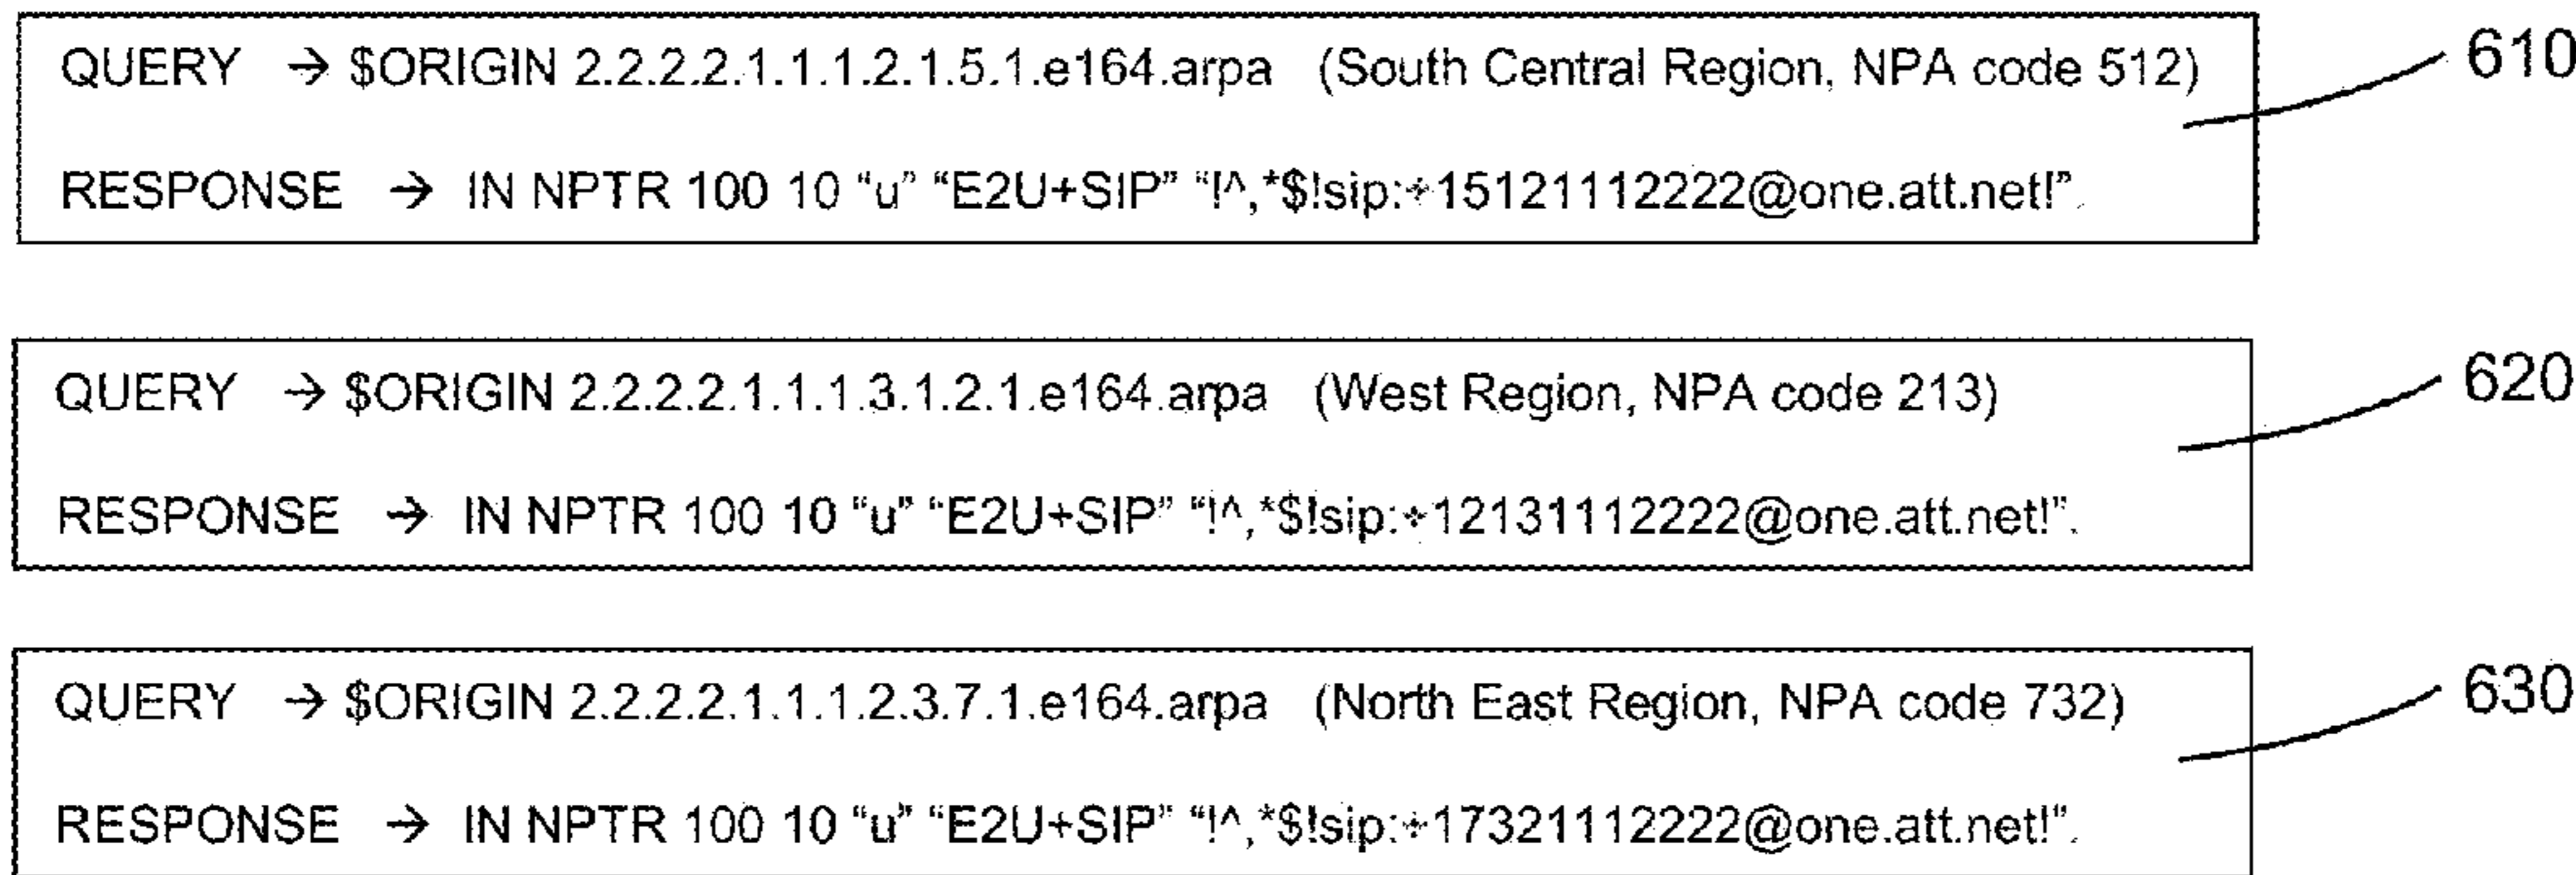 QUERY → $ORIGIN 2.2.2.2.1.1.1.2.1.5.1.e164.arpa (South Central Region, NPA code 512)
610
RESPONSE → IN NPTR 100 10 “u” “E2U+SIP” “!^,*$!sip:+15121112222@one.att.net!”.
QUERY → $ORIGIN 2.2.2.2.1.1.1.3.1.2.1.e164.arpa (West Region, NPA code 213)
620
RESPONSE → IN NPTR 100 10 “u” “E2U+SIP” “!^,*$!sip:+12131112222@one.att.net!”.
QUERY → $ORIGIN 2.2.2.2.1.1.1.2.3.7.1.e164.arpa (North East Region, NPA code 732)
630
RESPONSE → IN NPTR 100 10 “u” “E2U+SIP” “!^,*$!sip:+17321112222@one.att.net!”.